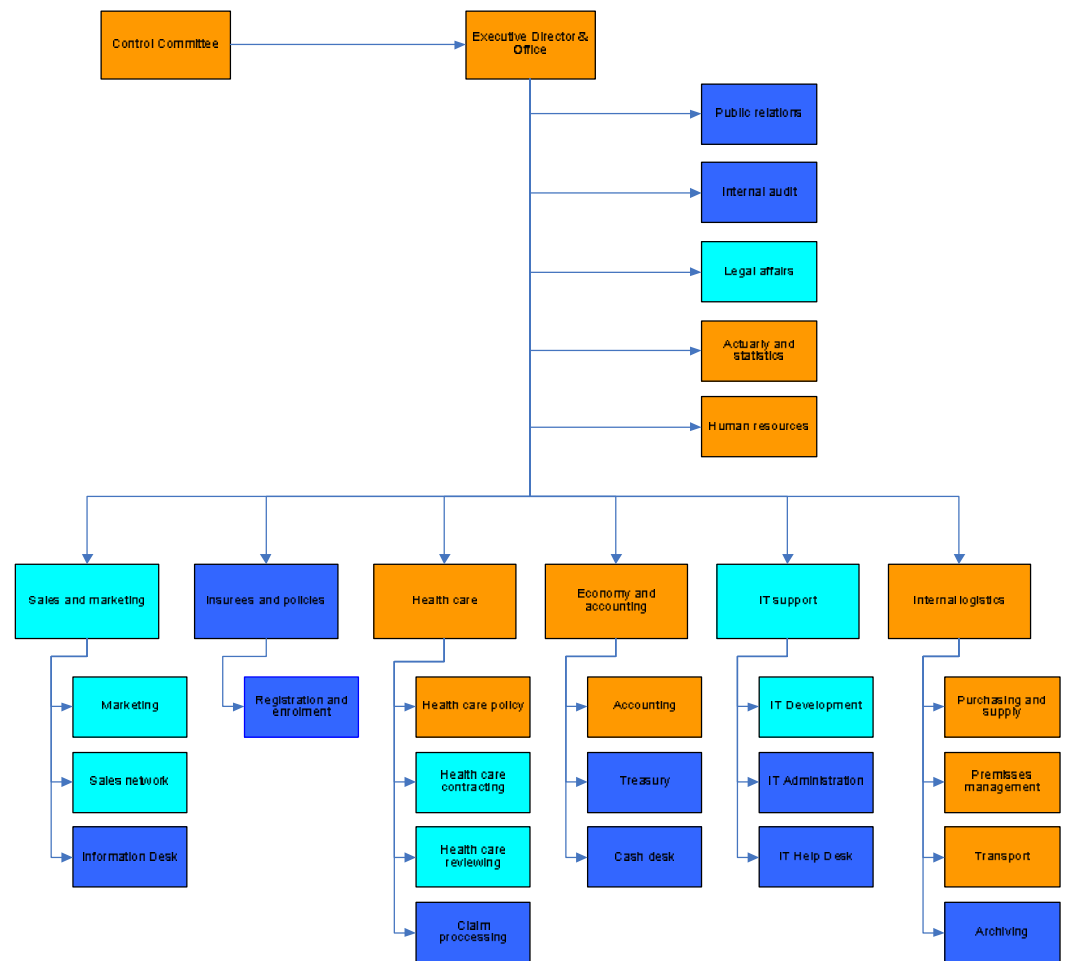 Control Committee
Executive Director &
Office
Public relations
Internal audit
Legal affairs
Actuarly and
statistics
Human resources
Sales and marketing
Insurees and policies
Health care
Economy and
accounting
IT support
Internal logistics
Marketing
Registration and
enrolment
Health care policy
Accounting
IT Development
Purchasing and
supply
Sales network
Health care
contracting
Treasury
IT Administration
Premisses
management
Information Desk
Health care
reviewing
Cash desk
IT Help Desk
Transport
Claim
proccessing
Archiving